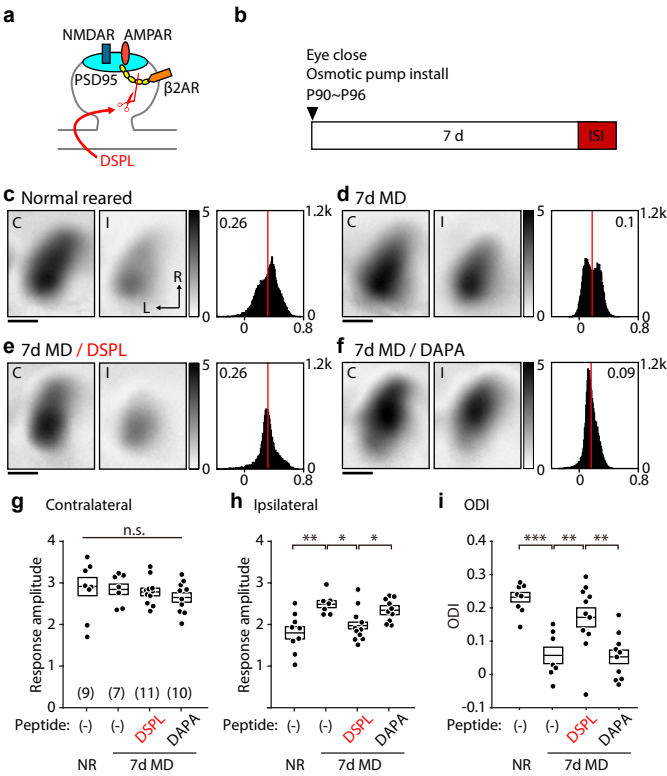 a
NMDAR AMPAR
PSD95
β2AR
DSPL
b
Eye close
Osmotic pump install
P90~P96
7 d
ISI
c Normal reared
C
I
R
L
5
0
0.26
1.2k
0
0 0.8
d 7d MD
C
I
5
0
0.1
1.2k
0
0 0.8
e 7d MD / DSPL
C
I
5
0
0.26
1.2k
0
0 0.8
f 7d MD / DAPA
C
I
5
0
0.09
1.2k
0
0 0.8
g Contralateral
n.s.
Response amplitude
4
3
2
1
0
(9) (7) (11) (10)
Peptide: (-) (-) DSPL DAPA
NR 7d MD
h Ipsilateral
** * *
Response amplitude
4
3
2
1
0
Peptide: (-) (-) DSPL DAPA
NR 7d MD
i ODI
*** ** **
ODI
0.4
0.3
0.2
0.1
0
-0.1
Peptide: (-) (-) DSPL DAPA
NR 7d MD